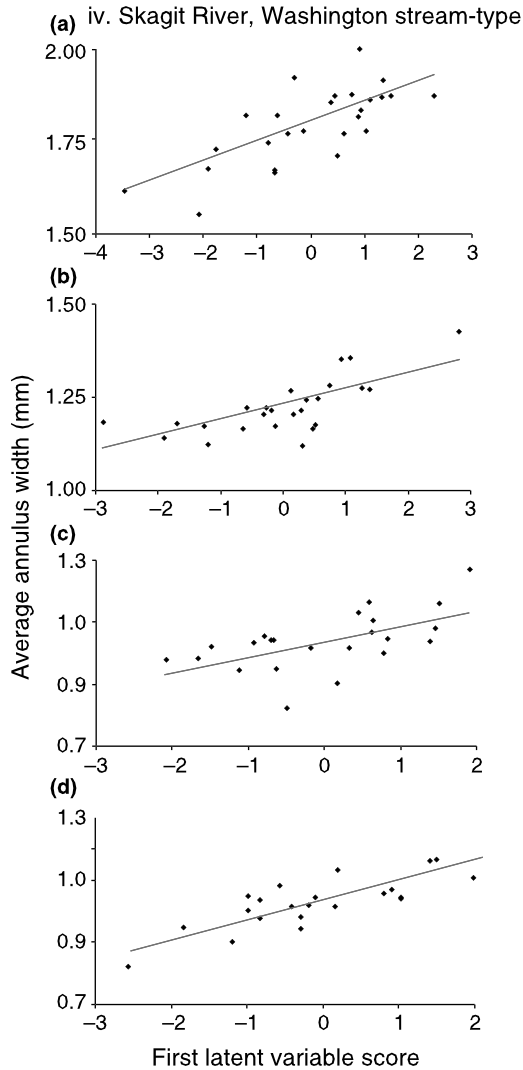 (a) iv. Skagit River, Washington stream-type
2.00
1.75
1.50
–4 –3 –2 –1 0 1 2 3
(b)
1.50
1.25
1.00
–3 –2 –1 0 1 2 3
(c)
1.3
1.0
0.9
0.7
–3 –2 –1 0 1 2
(d)
1.3
1.0
0.9
0.7
–3 –2 –1 0 1 2
Average annulus width (mm)
First latent variable score